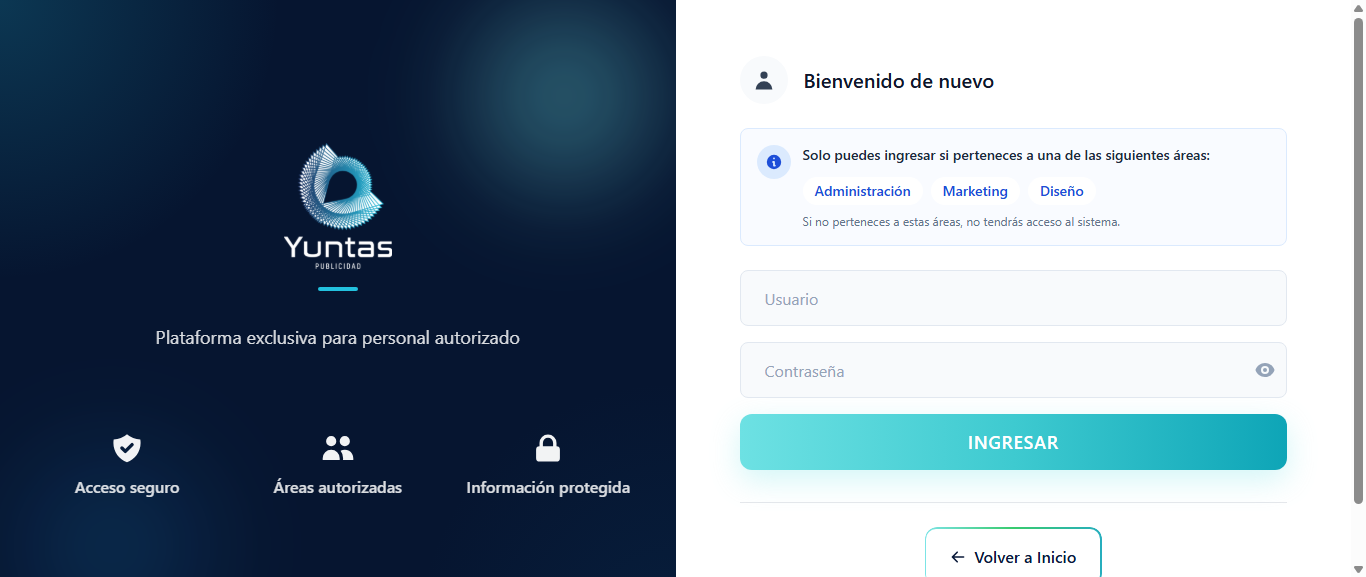 Yuntas
PUBLICIDAD
Plataforma exclusiva para personal autorizado
Acceso seguro
Áreas autorizadas
Información protegida
Bienvenido de nuevo
Solo puedes ingresar si perteneces a una de las siguientes áreas:
Administración Marketing Diseño
Si no perteneces a estas áreas, no tendrás acceso al sistema.
Usuario
Contraseña
INGRESAR
← Volver a Inicio